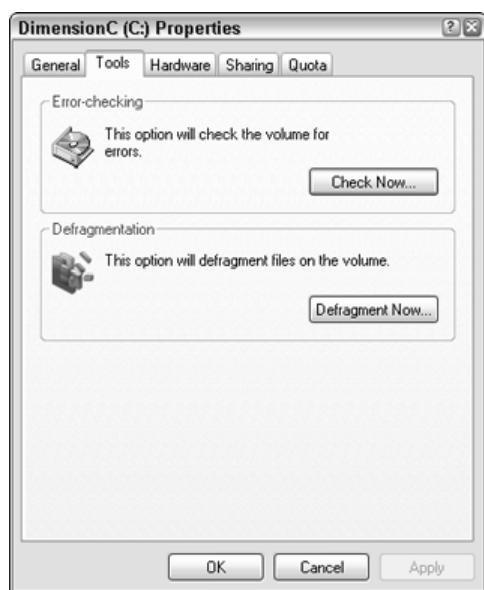 DimensionC (C:) Properties
General Tools Hardware Sharing Quota
Error-checking
This option will check the volume for
errors.
Check Now...
Defragmentation
This option will defragment files on the volume.
Defragment Now...
OK Cancel Apply